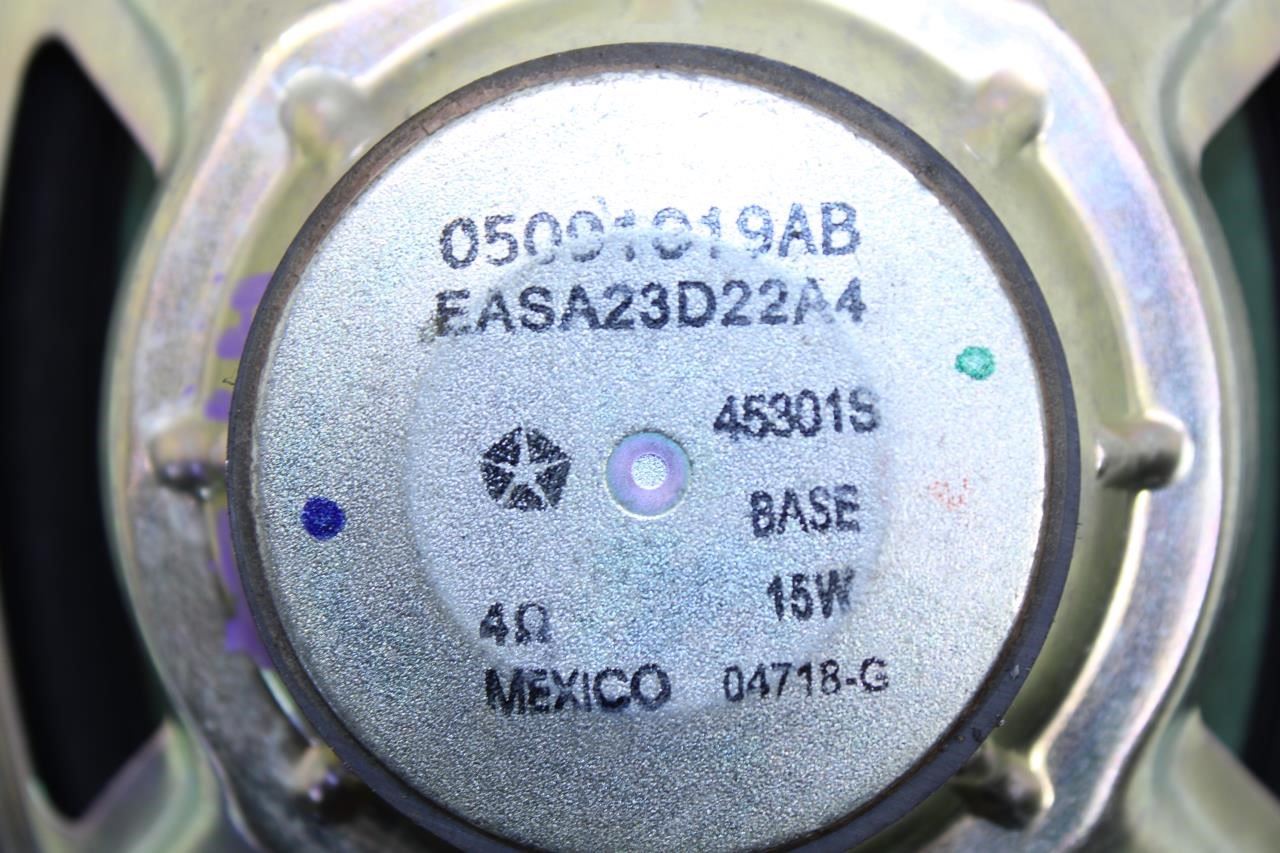 05091019AB
EASA23D22A4
45301S
BASE
15W
4Ω
MEXICO 04718-G